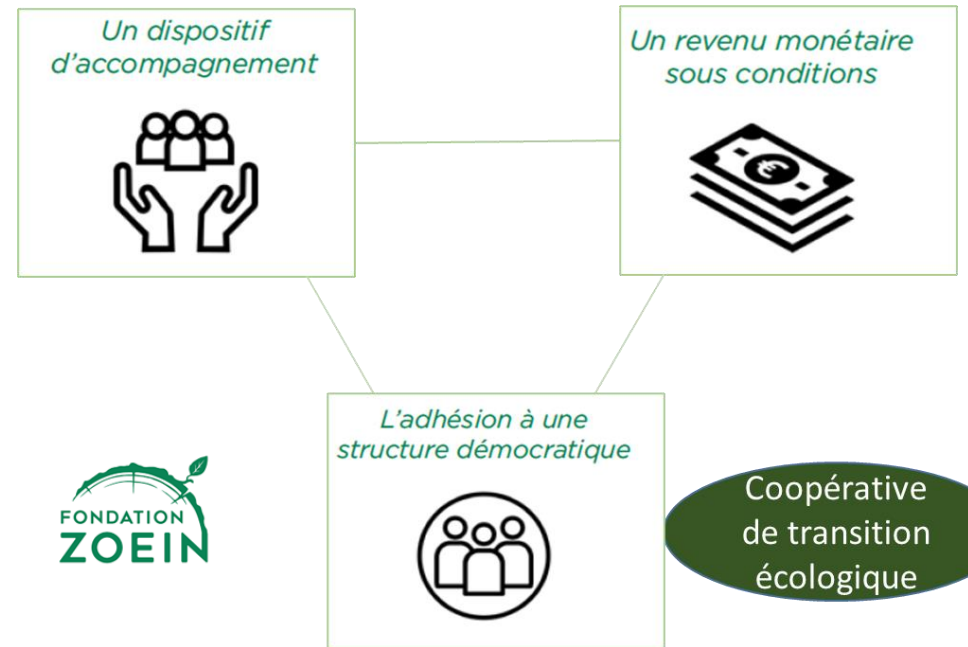 Un dispositif
d'accompagnement
Un revenu monétaire
sous conditions
€
L'adhésion à une
structure démocratique
FONDATION
ZOEIN
Coopérative
de transition
écologique